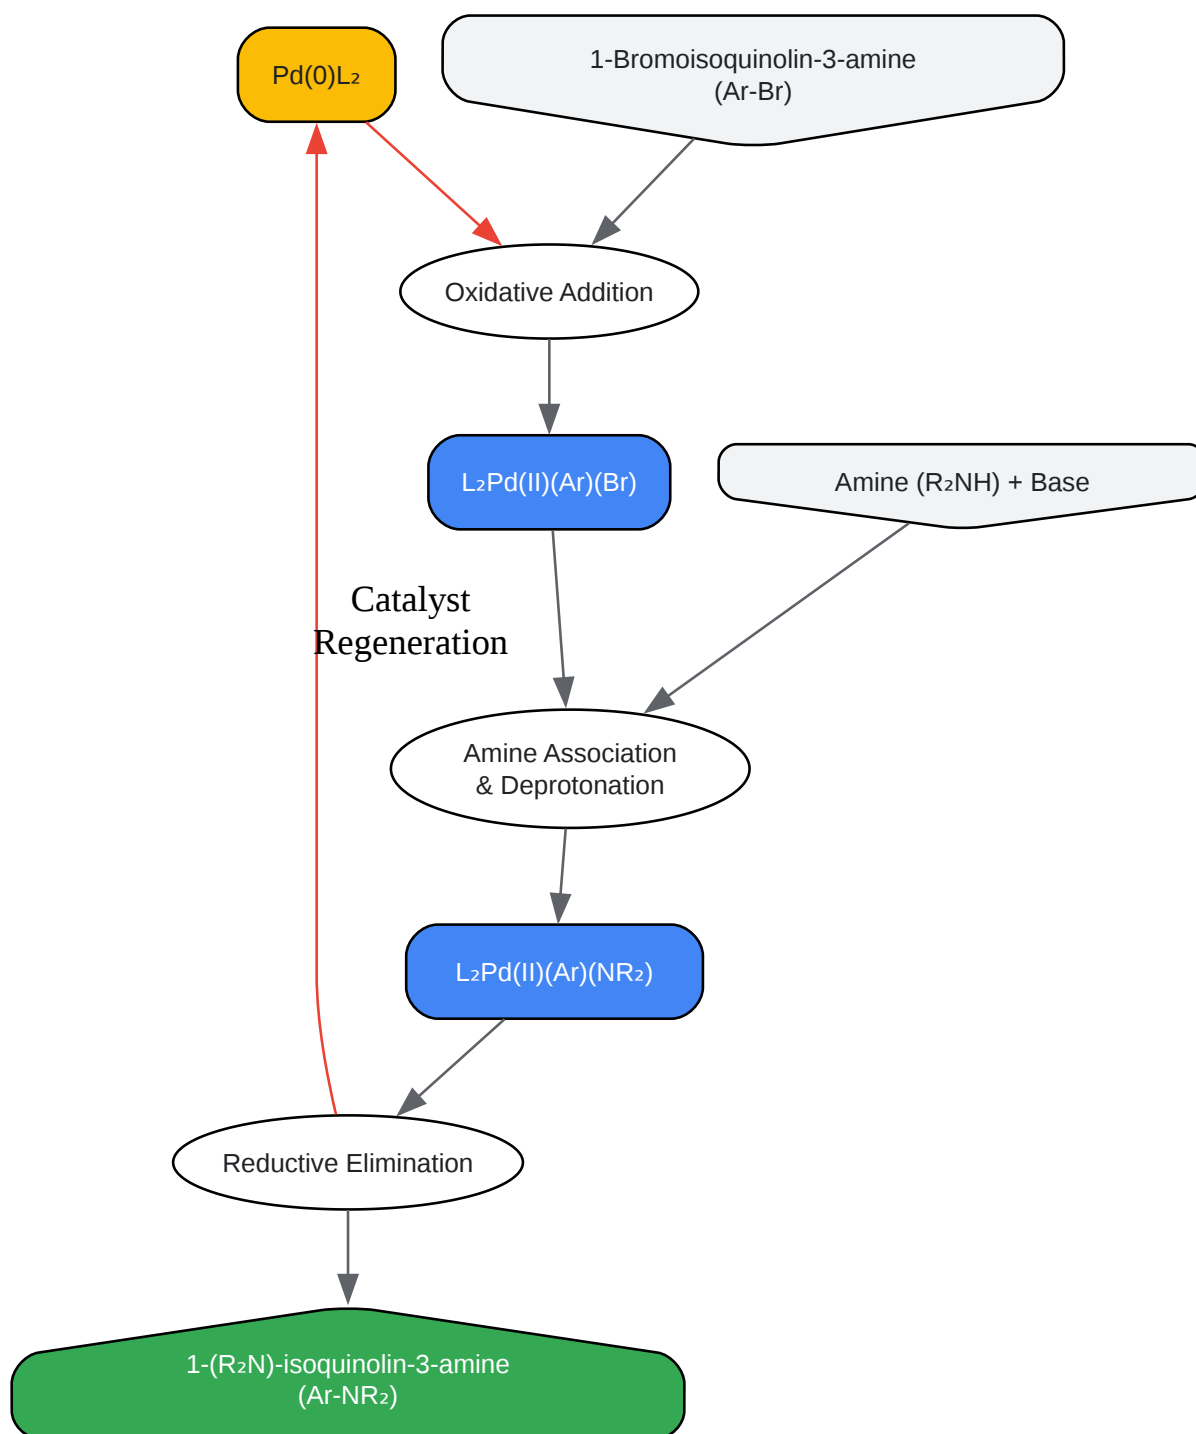 Pd(0)L₂
1-Bromoisoquinolin-3-amine
(Ar-Br)
Oxidative Addition
L₂Pd(II)(Ar)(Br)
Amine (R₂NH) + Base
Catalyst
Regeneration
Amine Association
& Deprotonation
L₂Pd(II)(Ar)(NR₂)
Reductive Elimination
1-(R₂N)-isoquinolin-3-amine
(Ar-NR₂)